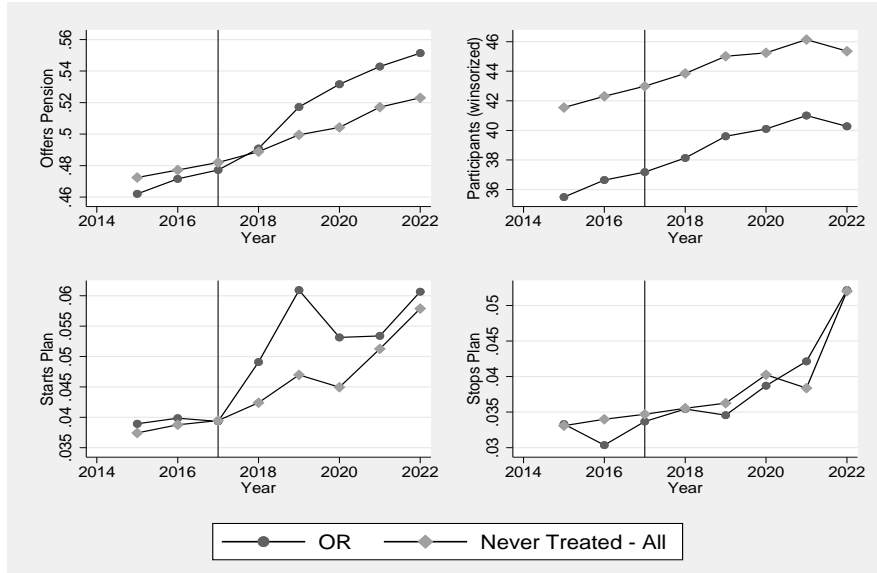 Offers Pension
.56
.54
.52
.5
.48
.46
2014 2016 2018 2020 2022
Year
Participants (winsorized)
46
44
42
40
38
36
2014 2016 2018 2020 2022
Year
Starts Plan
.06
.055
.05
.045
.04
.035
2014 2016 2018 2020 2022
Year
Stops Plan
.05
.045
.04
.035
.03
2014 2016 2018 2020 2022
Year
OR Never Treated - All